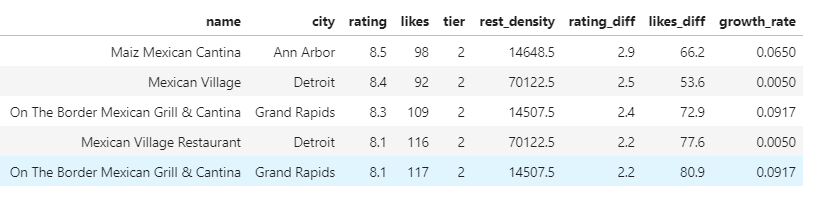 name city rating likes tier rest_density rating_diff likes_diff growth_rate
Maiz Mexican Cantina Ann Arbor 8.5 98 2 14648.5 2.9 66.2 0.0650
Mexican Village Detroit 8.4 92 2 70122.5 2.5 53.6 0.0050
On The Border Mexican Grill & Cantina Grand Rapids 8.3 109 2 14507.5 2.4 72.9 0.0917
Mexican Village Restaurant Detroit 8.1 116 2 70122.5 2.2 77.6 0.0050
On The Border Mexican Grill & Cantina Grand Rapids 8.1 117 2 14507.5 2.2 80.9 0.0917